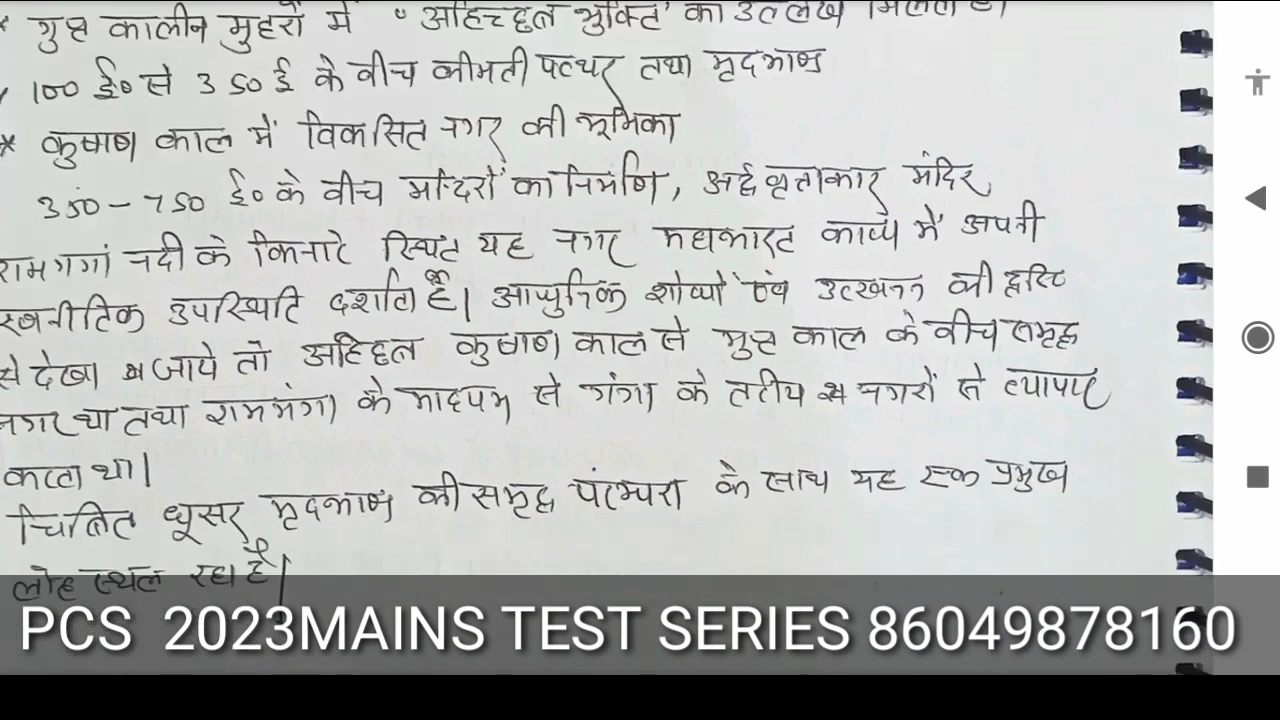 * गुप्त कालीन मुहरों में "अहिच्छत्र भुक्ति" का उल्लेख मिलता है।
100 ई० से 350 ई के बीच कीमती पत्थर तथा मृदभाण्ड
* कुषाण काल में विकसित नगर की भूमिका
350 - 750 ई० के बीच मन्दिरों का निर्माण, अर्द्धवृत्ताकार मंदिर
रामगगां नदी के किनारे स्थित यह नगर महाभारत काव्य में अपनी
राजनीतिक उपस्थिति दर्शाता है। आधुनिक शोधों एवं उत्खनन की दृष्टि
से देखा जाये तो अहिछत्र कुषाण काल से गुप्त काल के बीच समृद्ध
नगर था तथा रामगंगा के माध्यम से गंगा के तटीय नगरों से व्यापार
करता था।
चित्रित धूसर मृदभाण्ड की समृद्ध परम्परा के साथ यह एक प्रमुख
लौह स्थल रहा है।
PCS 2023MAINS TEST SERIES 86049878160